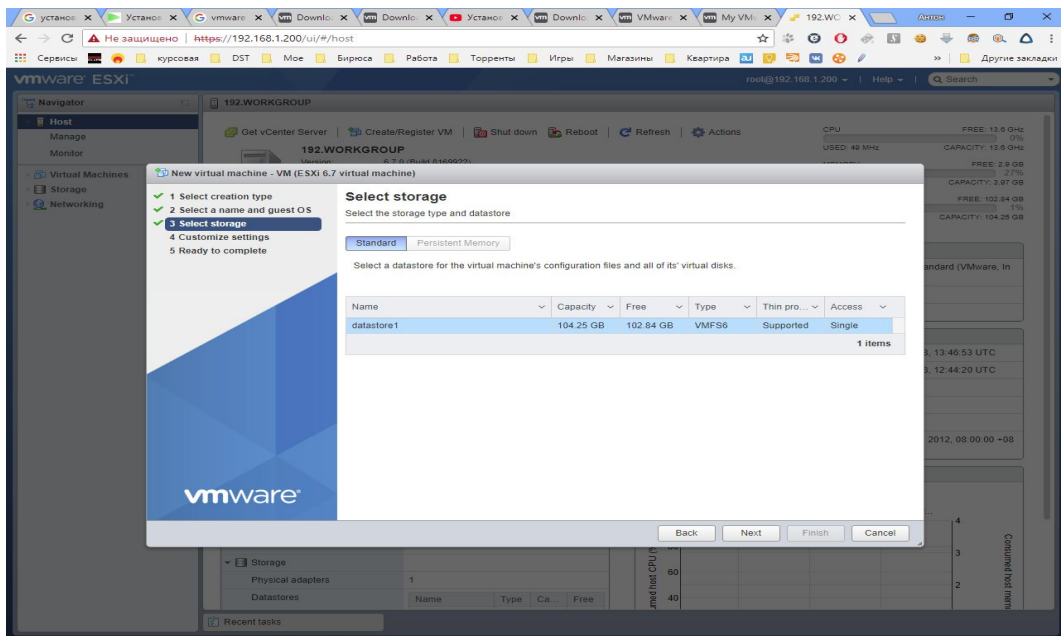 установ Установ vmware Downlo Downlo Установ Downlo VMware My VM 192.WO Антон
Не защищено | https://192.168.1.200/ui/#/host
Сервисы курсовая DST Мое Бирюса Работа Торренты Игры Магазины Квартира » Другие закладки
vmware ESXi root@192.168.1.200 | Help | Search
Navigator 192.WORKGROUP
Host
Manage
Monitor
Virtual Machines
Storage
Networking
Get vCenter Server | Create/Register VM | Shut down Reboot | Refresh | Actions
192.WORKGROUP
Version: 6.7.0 (Build 8169922)
CPU FREE: 13.6 GHz
0%
USED: 49 MHz CAPACITY: 13.6 GHz
FREE: 2.9 GB
27%
CAPACITY: 3.97 GB
FREE: 102.84 GB
1%
CAPACITY: 104.25 GB
New virtual machine - VM (ESXi 6.7 virtual machine)
1 Select creation type
2 Select a name and guest OS
3 Select storage
4 Customize settings
5 Ready to complete
Select storage
Select the storage type and datastore
Standard Persistent Memory
Select a datastore for the virtual machine's configuration files and all of its' virtual disks.
Name Capacity Free Type Thin pro... Access
datastore1 104.25 GB 102.84 GB VMFS6 Supported Single
1 items
vmware
Back Next Finish Cancel
andard (VMware, In
, 13:46:53 UTC
, 12:44:20 UTC
2012, 08:00:00 +08
Storage
Physical adapters 1
Datastores Name Type Ca... Free
60
40
umed host CPU (%
4
3
2
Consumed host mem
Recent tasks